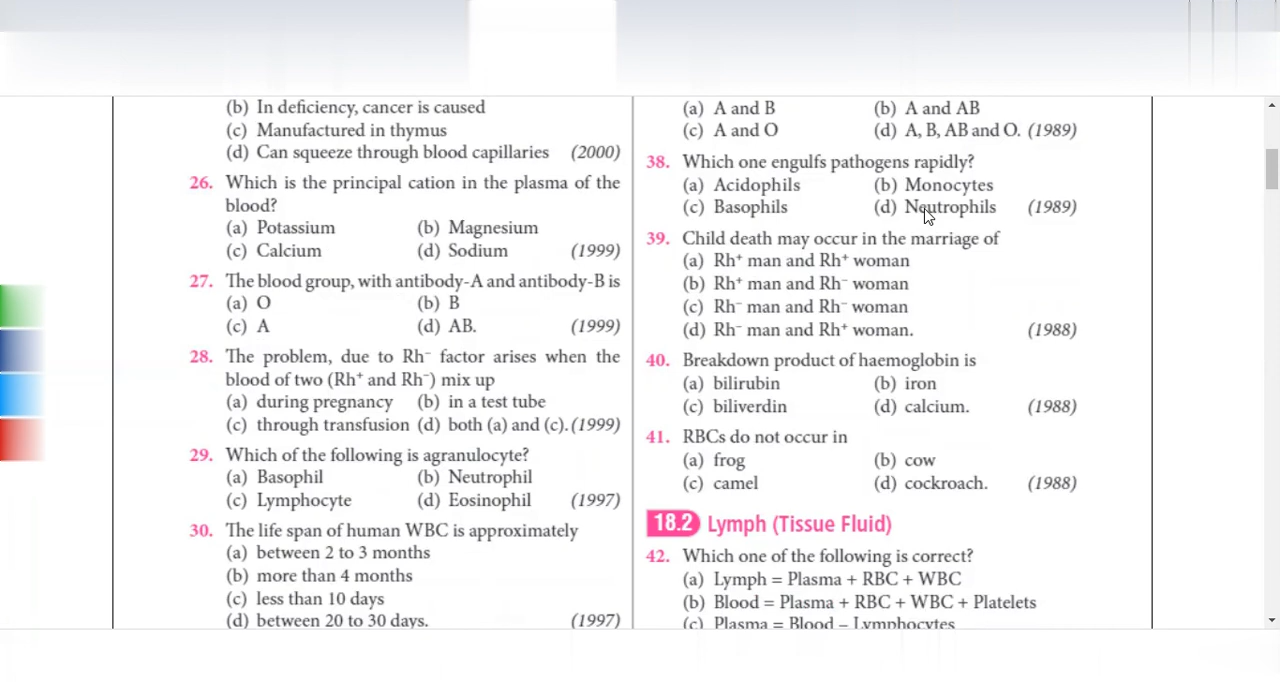 (b) In deficiency, cancer is caused
(c) Manufactured in thymus
(d) Can squeeze through blood capillaries (2000)
26. Which is the principal cation in the plasma of the
blood?
(a) Potassium (b) Magnesium
(c) Calcium (d) Sodium (1999)
27. The blood group, with antibody-A and antibody-B is
(a) O (b) B
(c) A (d) AB. (1999)
28. The problem, due to Rh⁻ factor arises when the
blood of two (Rh⁺ and Rh⁻) mix up
(a) during pregnancy (b) in a test tube
(c) through transfusion (d) both (a) and (c). (1999)
29. Which of the following is agranulocyte?
(a) Basophil (b) Neutrophil
(c) Lymphocyte (d) Eosinophil (1997)
30. The life span of human WBC is approximately
(a) between 2 to 3 months
(b) more than 4 months
(c) less than 10 days
(d) between 20 to 30 days. (1997)
(a) A and B (b) A and AB
(c) A and O (d) A, B, AB and O. (1989)
38. Which one engulfs pathogens rapidly?
(a) Acidophils (b) Monocytes
(c) Basophils (d) Neutrophils (1989)
39. Child death may occur in the marriage of
(a) Rh⁺ man and Rh⁺ woman
(b) Rh⁺ man and Rh⁻ woman
(c) Rh⁻ man and Rh⁻ woman
(d) Rh⁻ man and Rh⁺ woman. (1988)
40. Breakdown product of haemoglobin is
(a) bilirubin (b) iron
(c) biliverdin (d) calcium. (1988)
41. RBCs do not occur in
(a) frog (b) cow
(c) camel (d) cockroach. (1988)
18.2 Lymph (Tissue Fluid)
42. Which one of the following is correct?
(a) Lymph = Plasma + RBC + WBC
(b) Blood = Plasma + RBC + WBC + Platelets
(c) Plasma = Blood – Lymphocytes